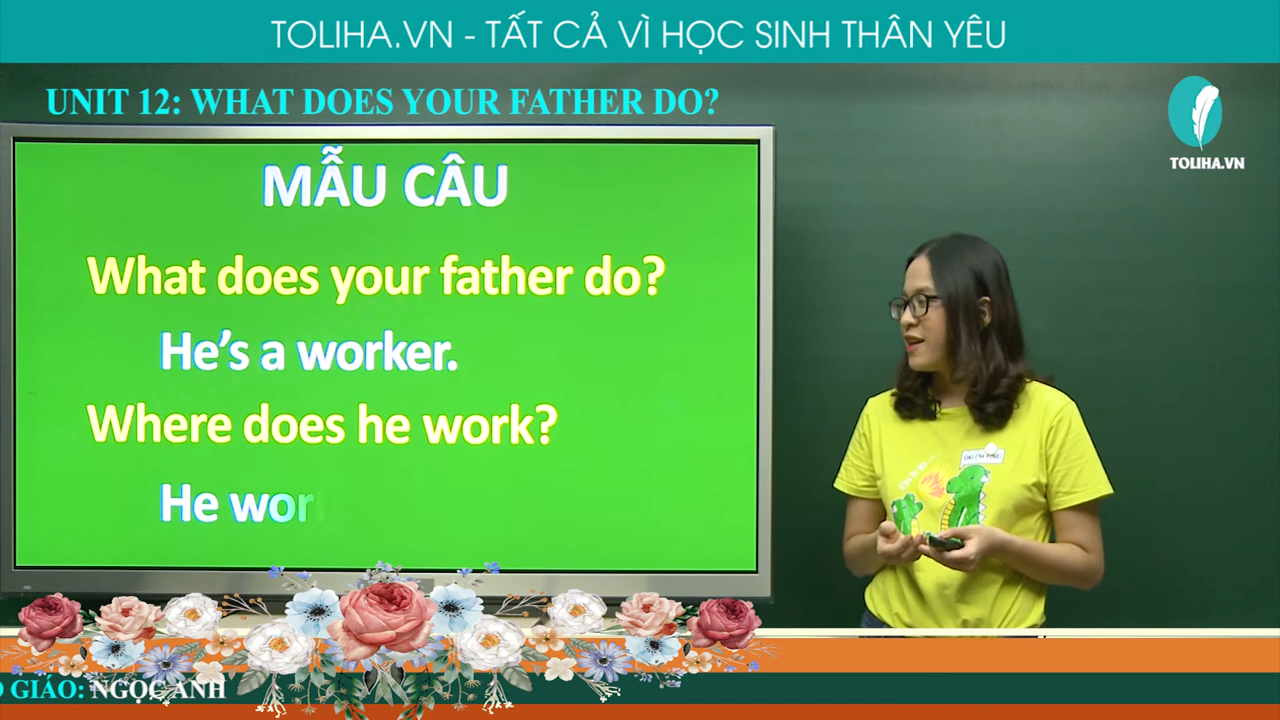 TOLIHA.VN - TẤT CẢ VÌ HỌC SINH THÂN YÊU
UNIT 12: WHAT DOES YOUR FATHER DO?
TOLIHA.VN
MẪU CÂU
What does your father do?
He's a worker.
Where does he work?
He wor
GIÁO: NGỌC ANH